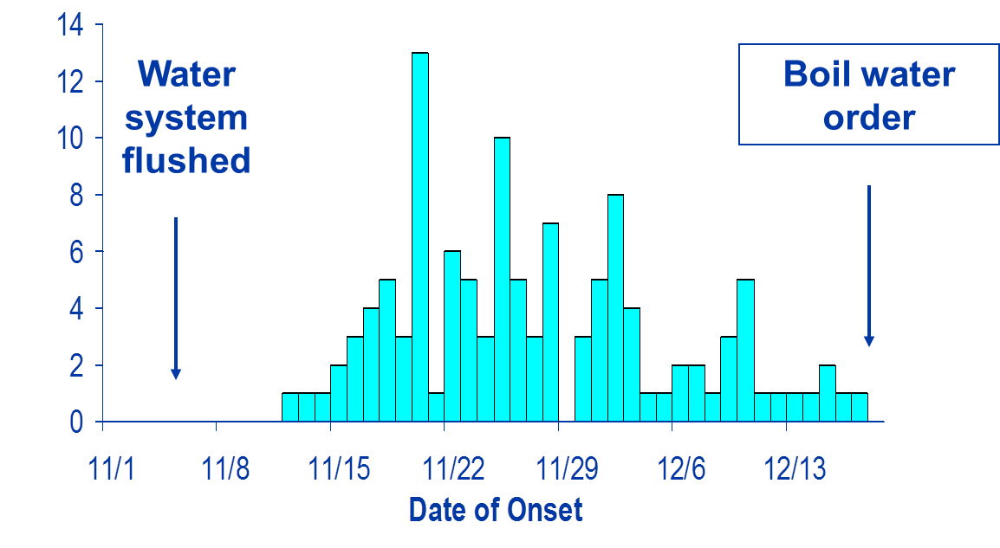 14
12
10
8
6
4
2
0
Water
system
flushed
Boil water
order
11/1 11/8 11/15 11/22 11/29 12/6 12/13
Date of Onset